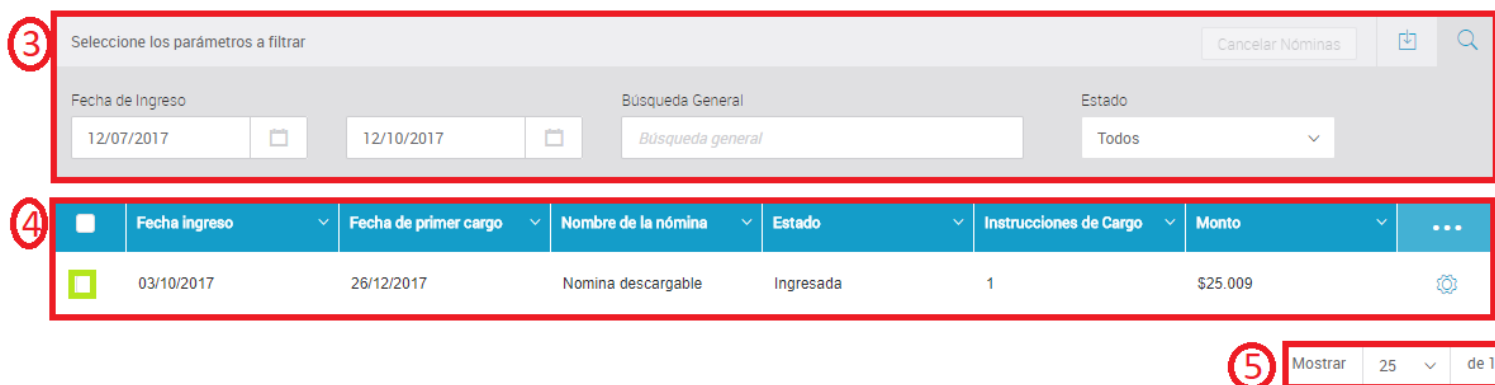 3
Seleccione los parámetros a filtrar Cancelar Nóminas
Fecha de Ingreso Búsqueda General Estado
12/07/2017 12/10/2017 Búsqueda general Todos
4
Fecha ingreso Fecha de primer cargo Nombre de la nómina Estado Instrucciones de Cargo Monto ...
03/10/2017 26/12/2017 Nomina descargable Ingresada 1 $25.009
5
Mostrar 25 de 1